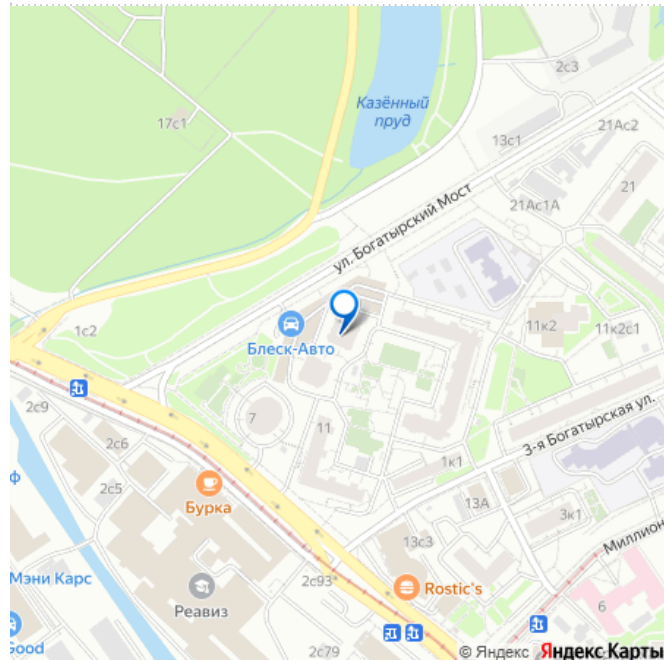 2с3
Казённый
пруд
17с1
13с1
21Ас2
21
21Ас1А
ул. Богатырский Мост
1с2
Блеск-Авто
11к2
11к2с1
2с9
2с6
7
11
3-я Богатырская ул.
1к1
2с5
ф
Бурка
13А
3к1
13с3
Миллион
Мэни Карс
Реавиз
2с93
Rostic's
6
Good
2с79
© Яндекс Яндекс Карты